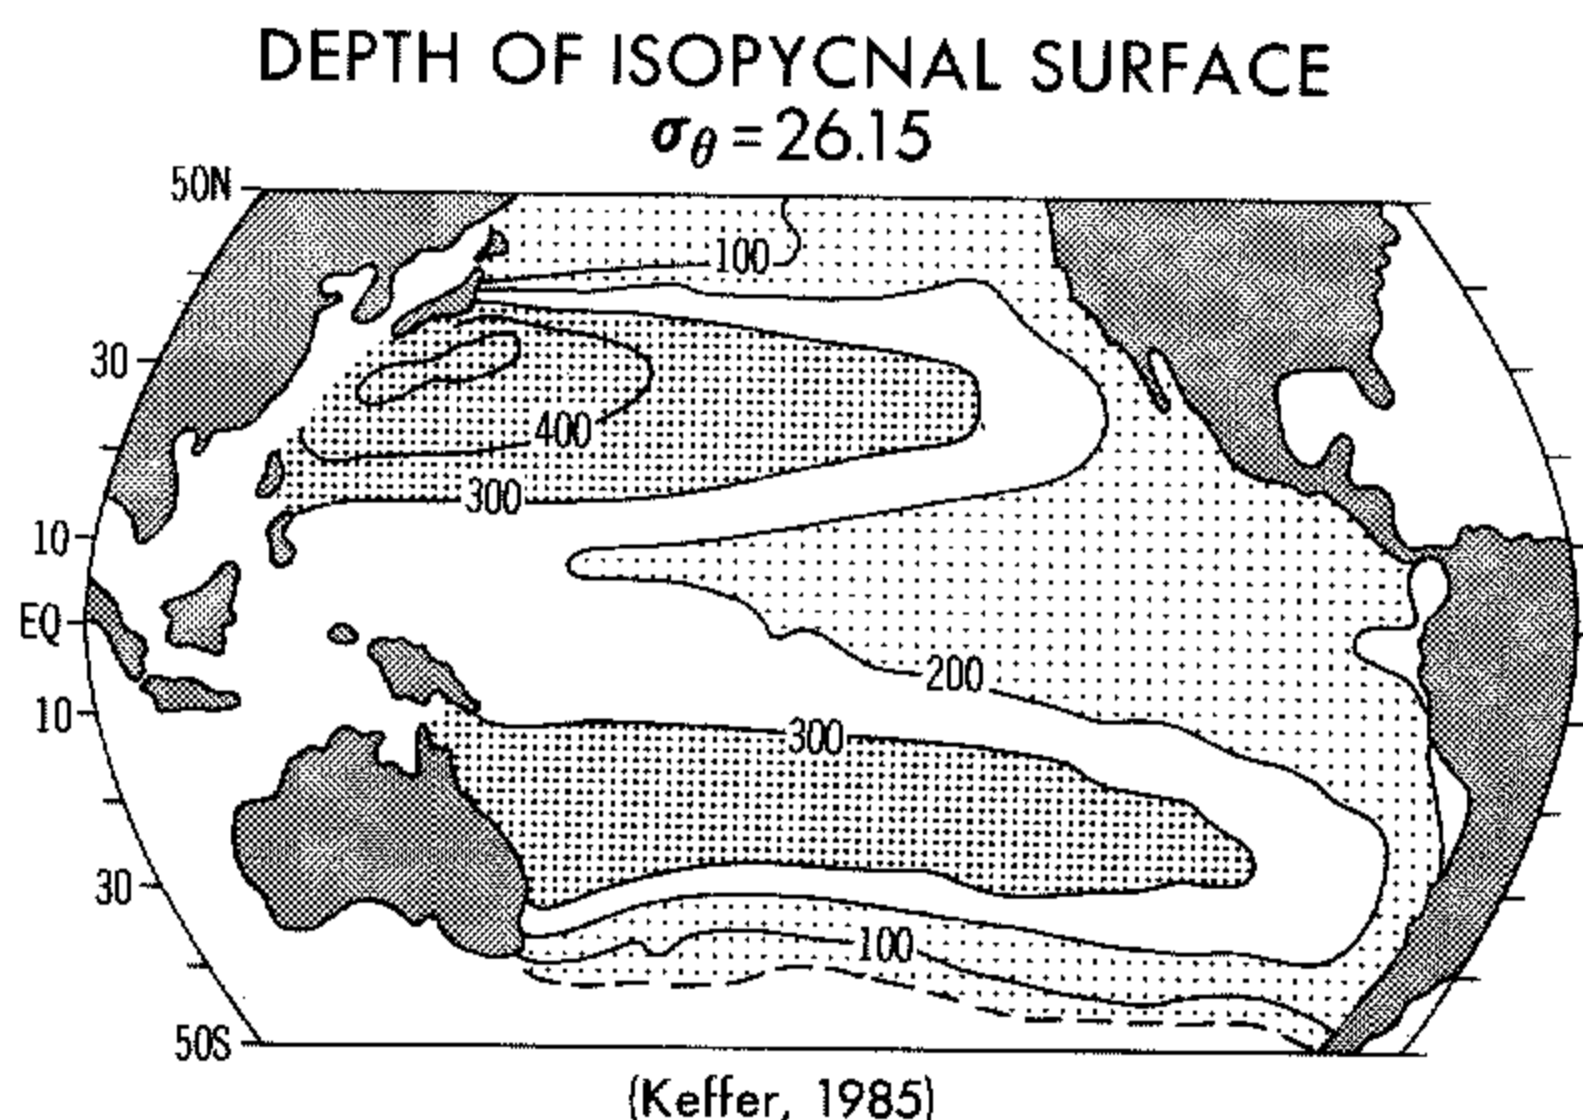 DEPTH OF ISOPYCNAL SURFACE
σθ = 26.15
50N
100
30
400
300
10
EQ
200
10
300
30
100
50S
(Keffer, 1985)